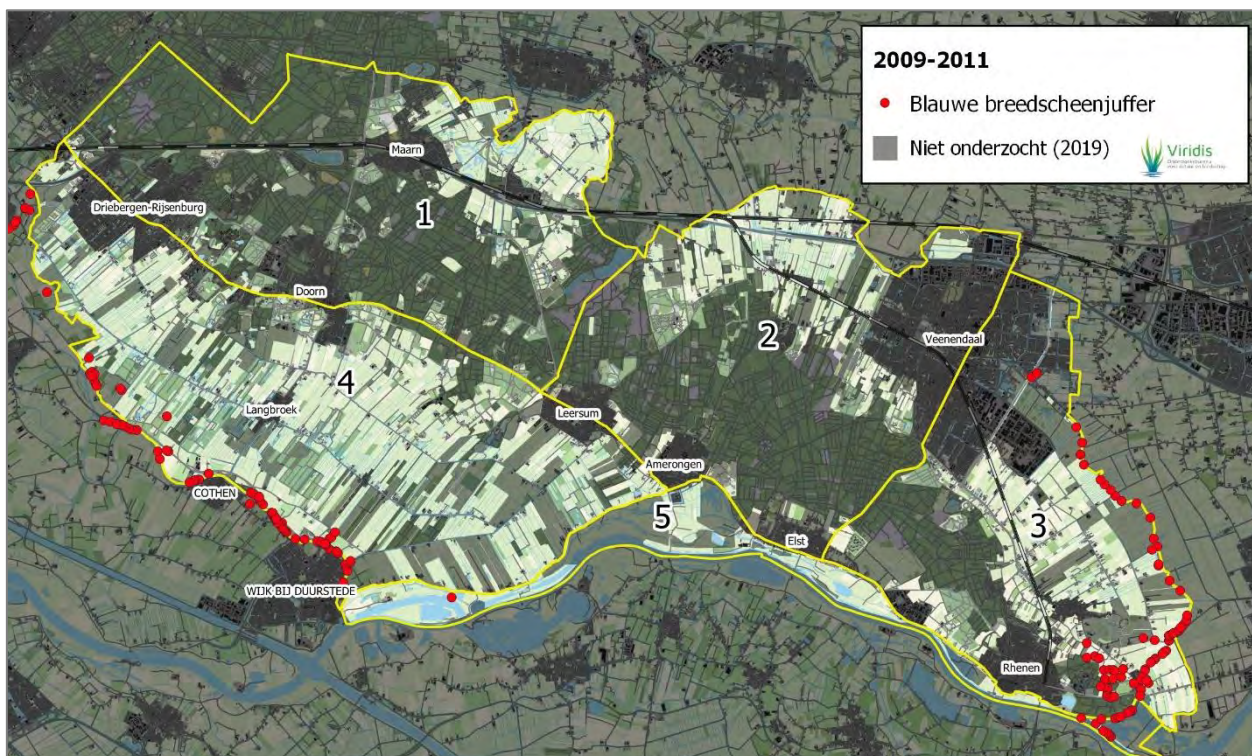 2009-2011
Blauwe breedscheenjuffer
Niet onderzocht (2019)
Viridis
Maarn
1
Driebergen-Rijsenburg
Doorn
2
Veenendaal
4
Langbroek
Leersum
Amerongen
COTHEN
5
3
Elst
WIJK BIJ DUURSTEDE
Rhenen